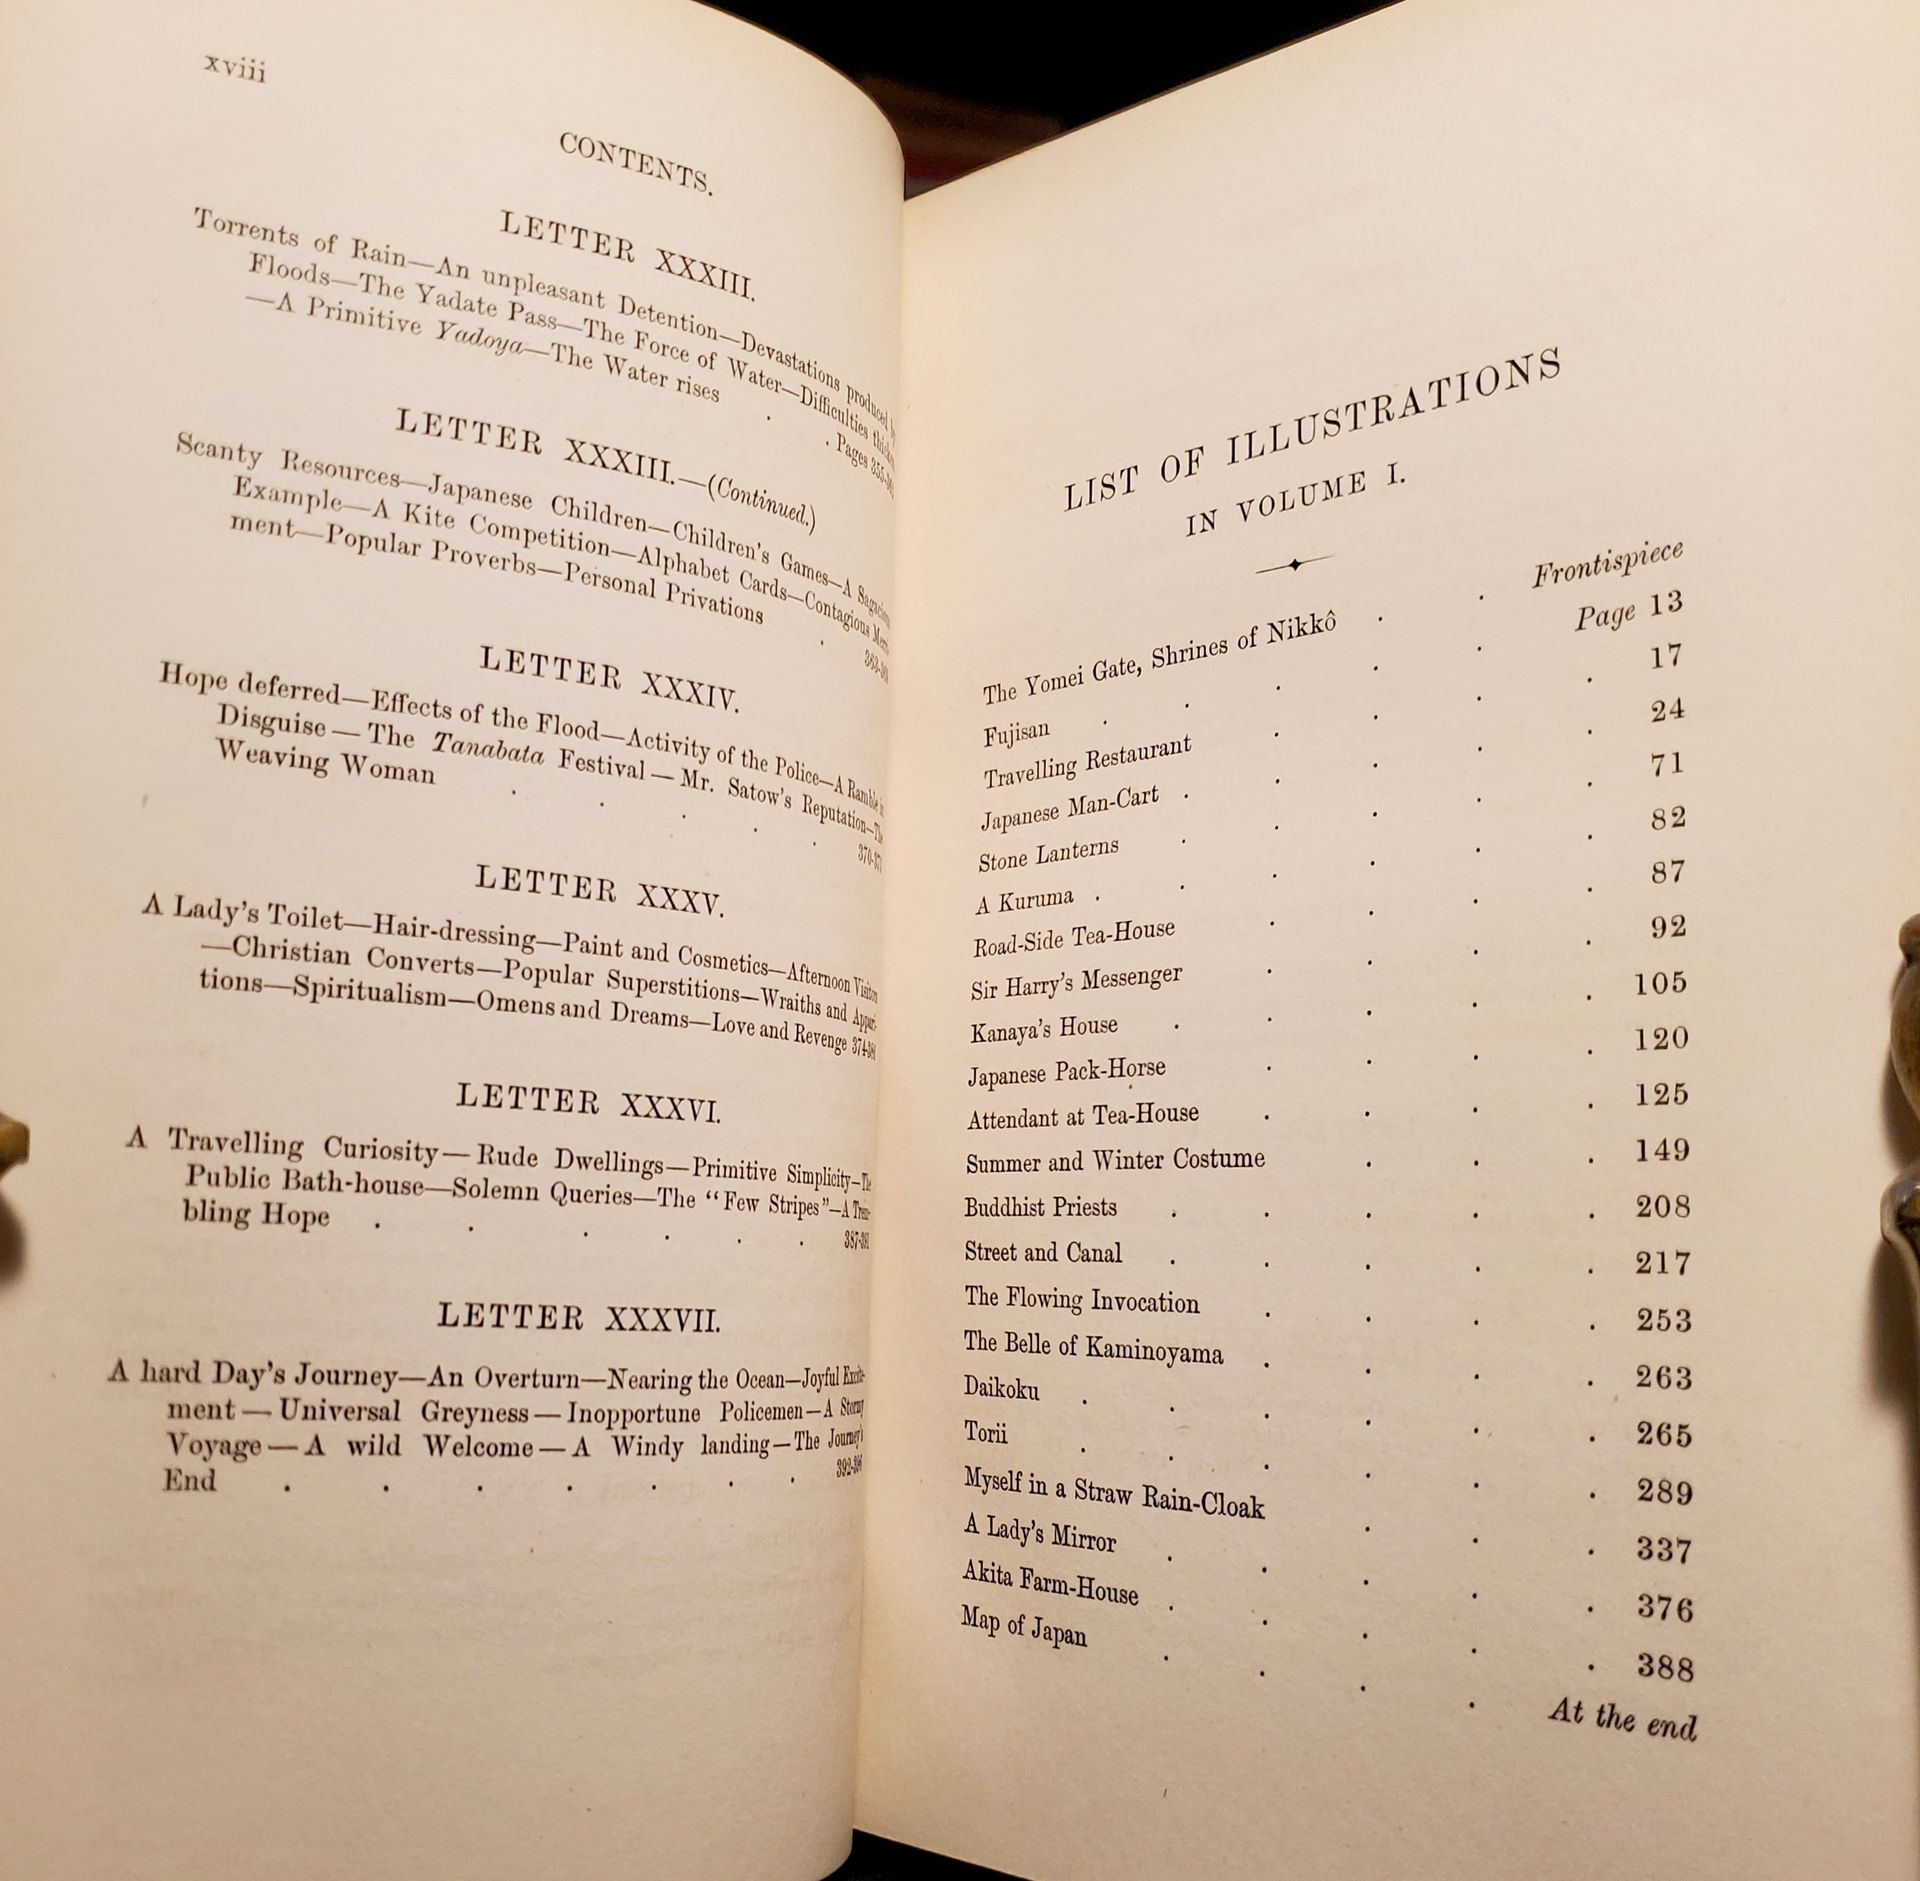 xviii
CONTENTS.
LETTER XXXIII.
Torrents of Rain—An unpleasant Detention—Devastations produced by
Floods—The Yadate Pass—The Force of Water—Difficulties thicken
—A Primitive Yadoya—The Water rises . . Pages
LETTER XXXIII.—(Continued.)
Scanty Resources—Japanese Children—Children's Games—A Sagacious
Example—A Kite Competition—Alphabet Cards—Contagious Merri-
ment—Popular Proverbs—Personal Privations .
LETTER XXXIV.
Hope deferred—Effects of the Flood—Activity of the Police—A Ramble in
Disguise—The Tanabata Festival—Mr. Satow's Reputation—The
Weaving Woman . . . . .
LETTER XXXV.
A Lady's Toilet—Hair-dressing—Paint and Cosmetics—Afternoon Visitors
—Christian Converts—Popular Superstitions—Wraiths and Appari-
tions—Spiritualism—Omens and Dreams—Love and Revenge
LETTER XXXVI.
A Travelling Curiosity—Rude Dwellings—Primitive Simplicity—The
Public Bath-house—Solemn Queries—The "Few Stripes"—A Trem-
bling Hope . . . . . . 387-391
LETTER XXXVII.
A hard Day's Journey—An Overturn—Nearing the Ocean—Joyful Excite-
ment—Universal Greyness—Inopportune Policemen—A Stormy
Voyage—A wild Welcome—A Windy landing—The Journey's
End . . . . . . . 392-396
LIST OF ILLUSTRATIONS
IN VOLUME I.
The Yomei Gate, Shrines of Nikkô . . Frontispiece
Fujisan . . . . . Page 13
Travelling Restaurant . . . . 17
Japanese Man-Cart . . . . . 24
Stone Lanterns . . . . . 71
A Kuruma . . . . . . 82
Road-Side Tea-House . . . . 87
Sir Harry's Messenger . . . . 92
Kanaya's House . . . . . 105
Japanese Pack-Horse . . . . 120
Attendant at Tea-House . . . . 125
Summer and Winter Costume . . . 149
Buddhist Priests . . . . . 208
Street and Canal . . . . . 217
The Flowing Invocation . . . . 253
The Belle of Kaminoyama . . . . 263
Daikoku . . . . . . 265
Torii . . . . . . 289
Myself in a Straw Rain-Cloak . . . 337
A Lady's Mirror . . . . . 376
Akita Farm-House . . . . . 388
Map of Japan . . . . At the end